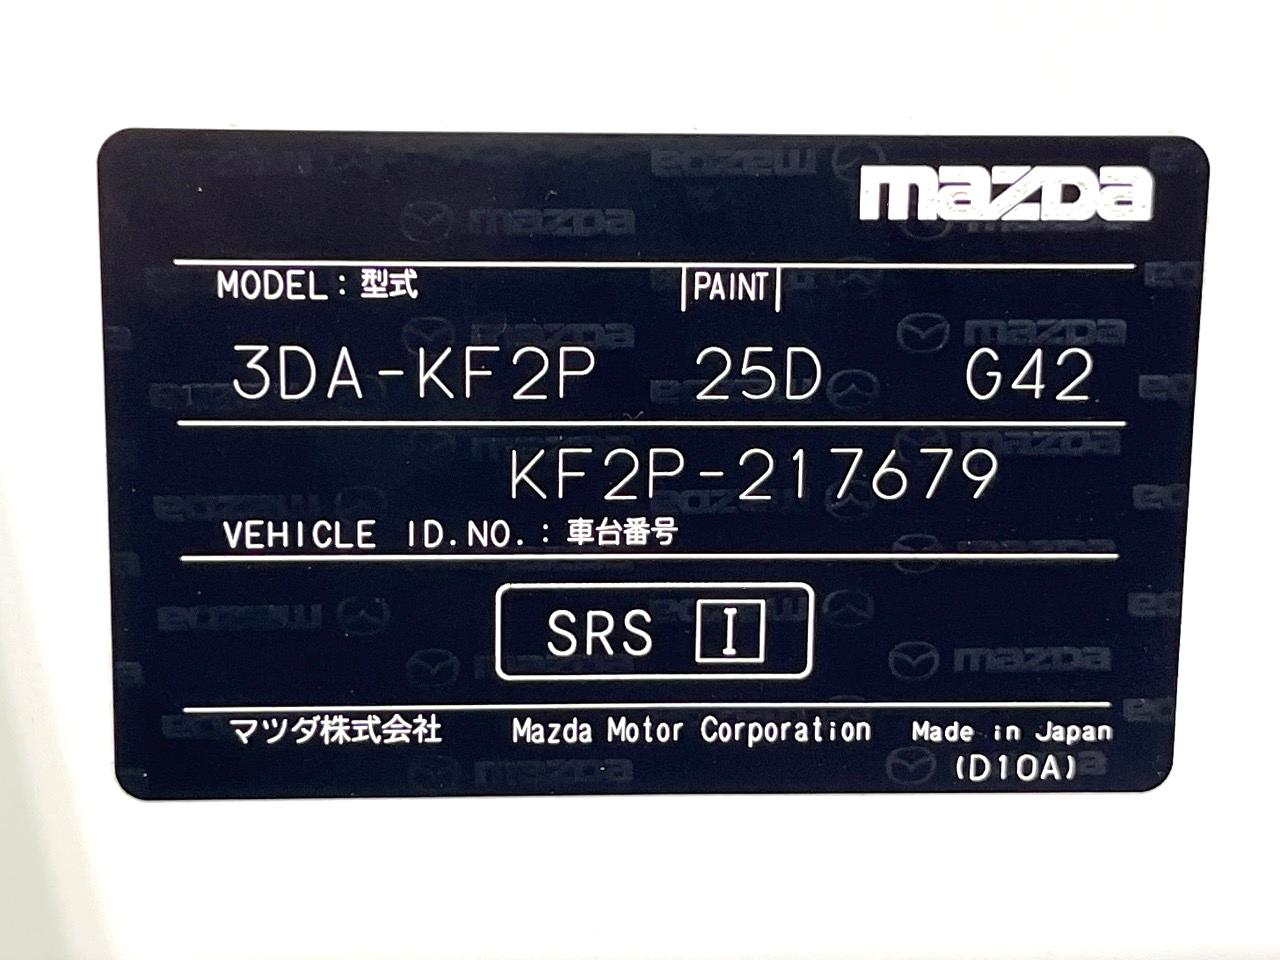 mazda
MODEL: 型式 PAINT
3DA-KF2P 25D G42
KF2P-217679
VEHICLE ID.NO.: 車台番号
SRS I
マツダ株式会社 Mazda Motor Corporation Made in Japan
(D10A)